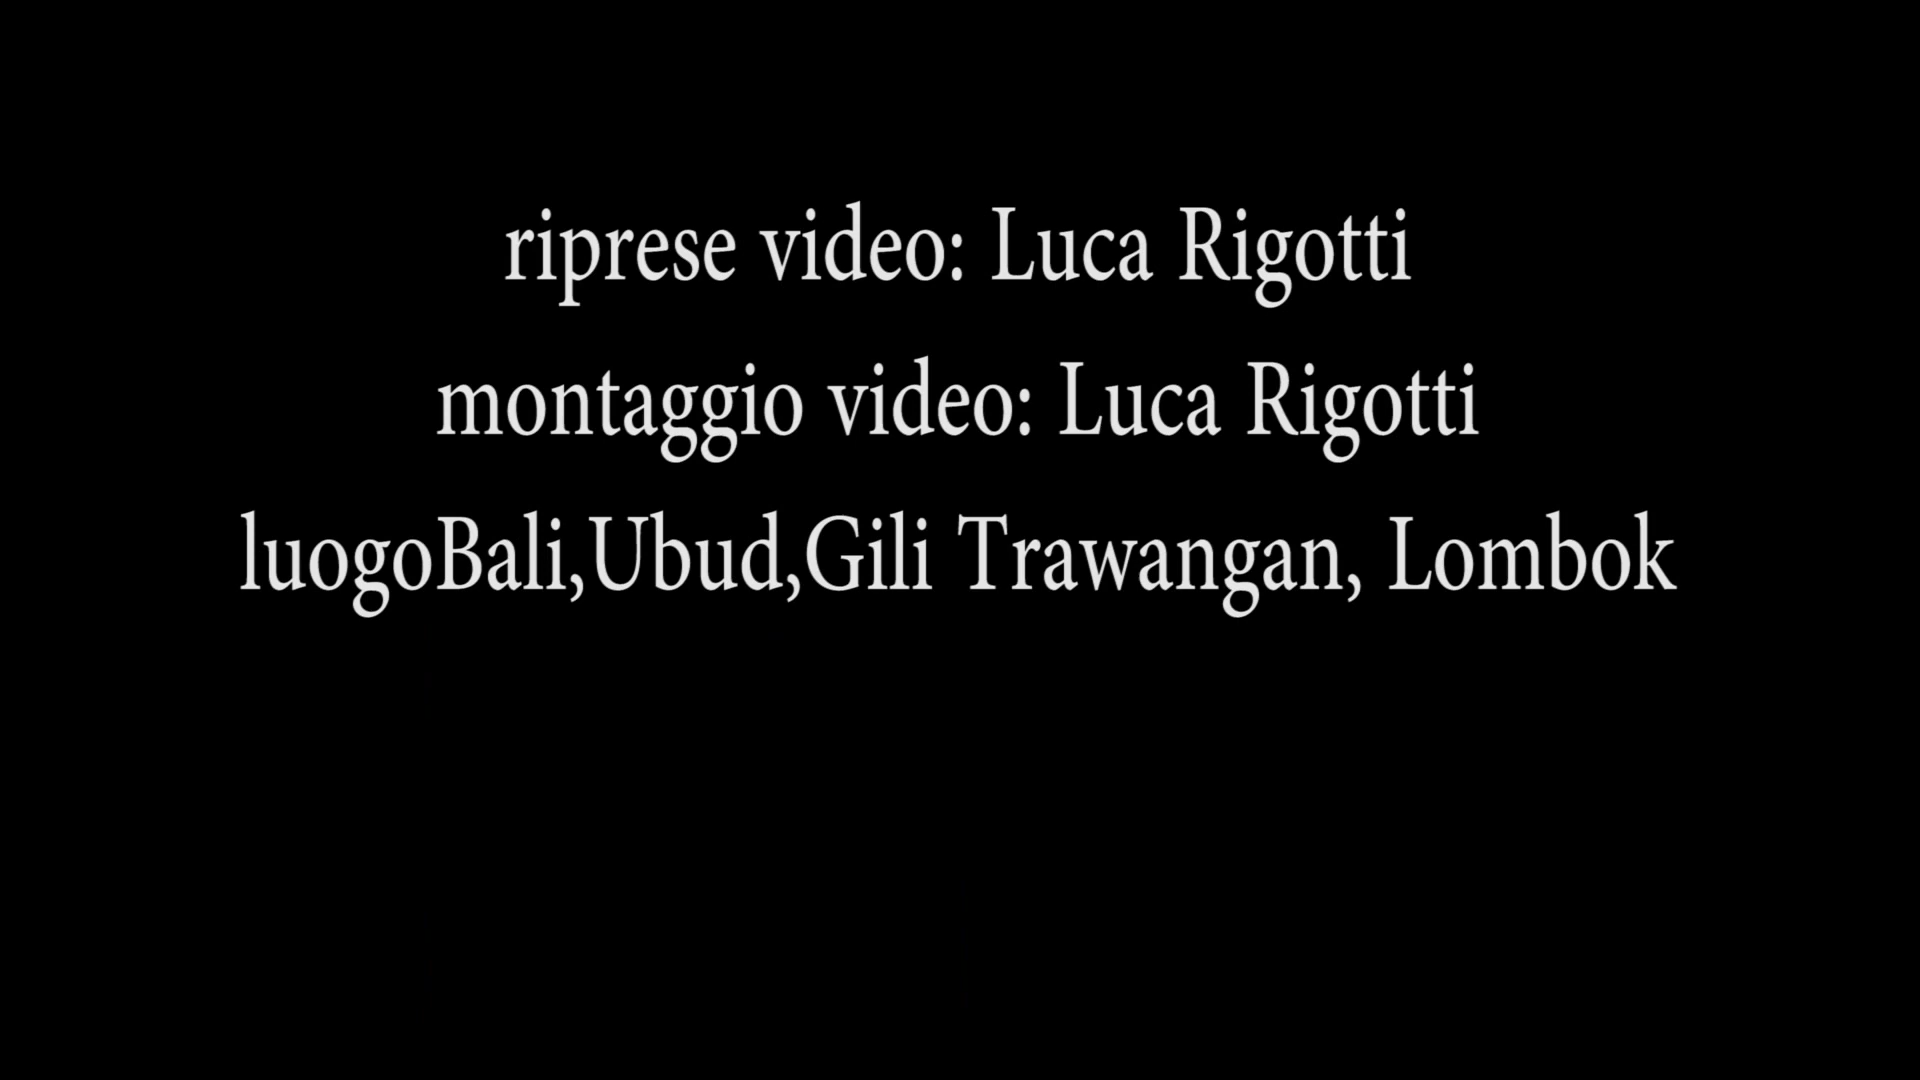 riprese video: Luca Rigotti
montaggio video: Luca Rigotti
luogoBali,Ubud,Gili Trawangan, Lombok